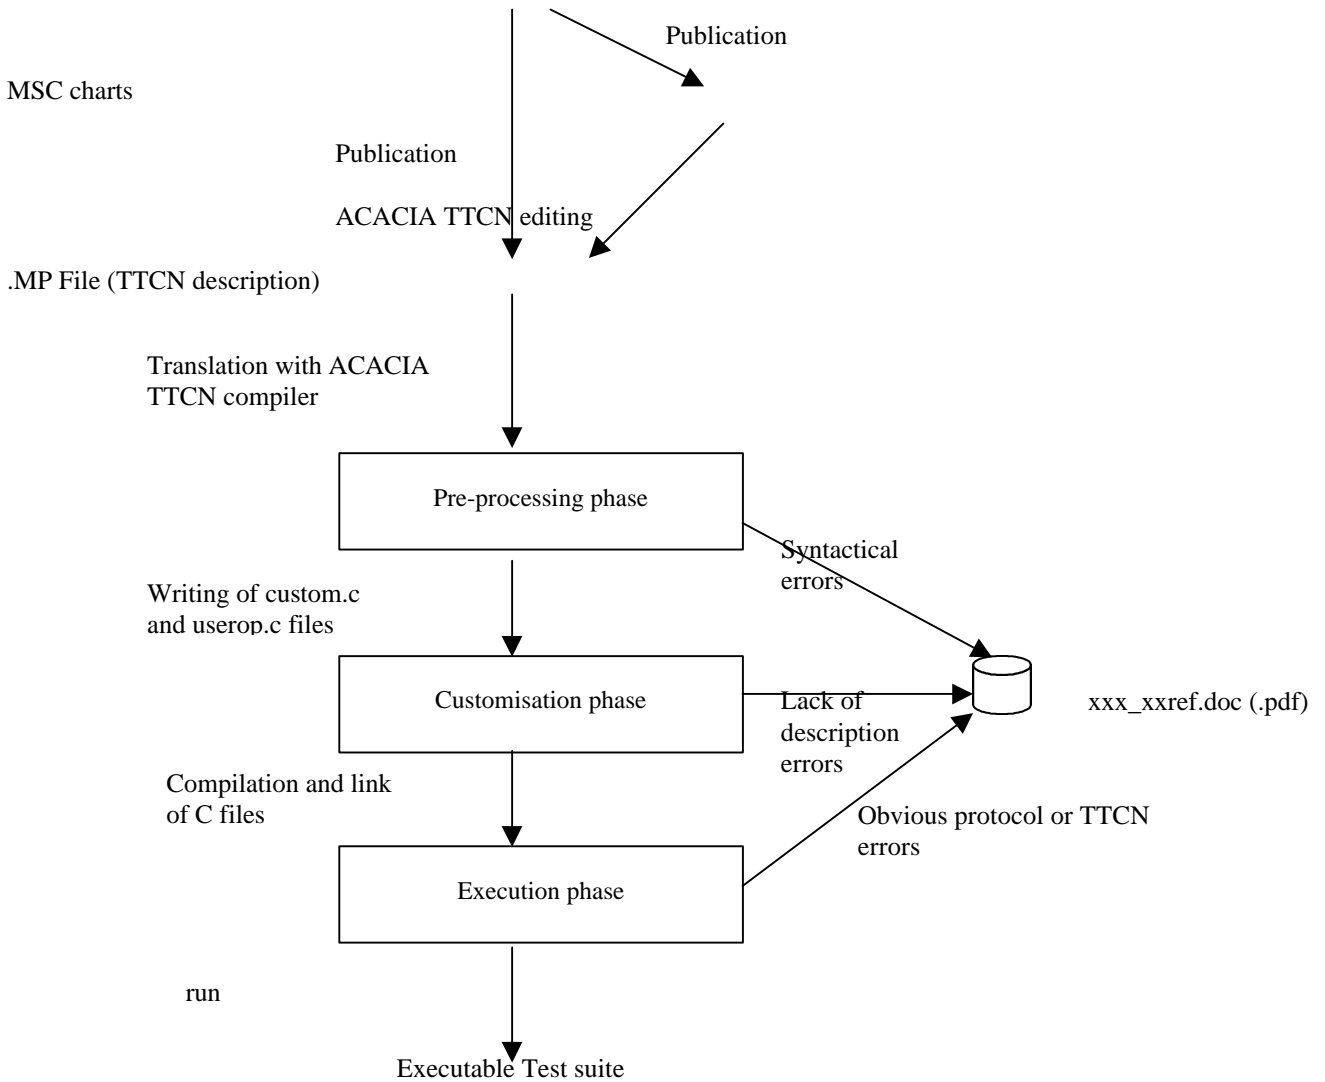 Publication
MSC charts
Publication
ACACIA TTCN editing
.MP File (TTCN description)
Translation with ACACIA
TTCN compiler
Pre-processing phase
Syntactical
errors
Writing of custom.c
and userop.c files
Customisation phase
Lack of
description
errors
xxx_xxref.doc (.pdf)
Compilation and link
of C files
Obvious protocol or TTCN
errors
Execution phase
run
Executable Test suite